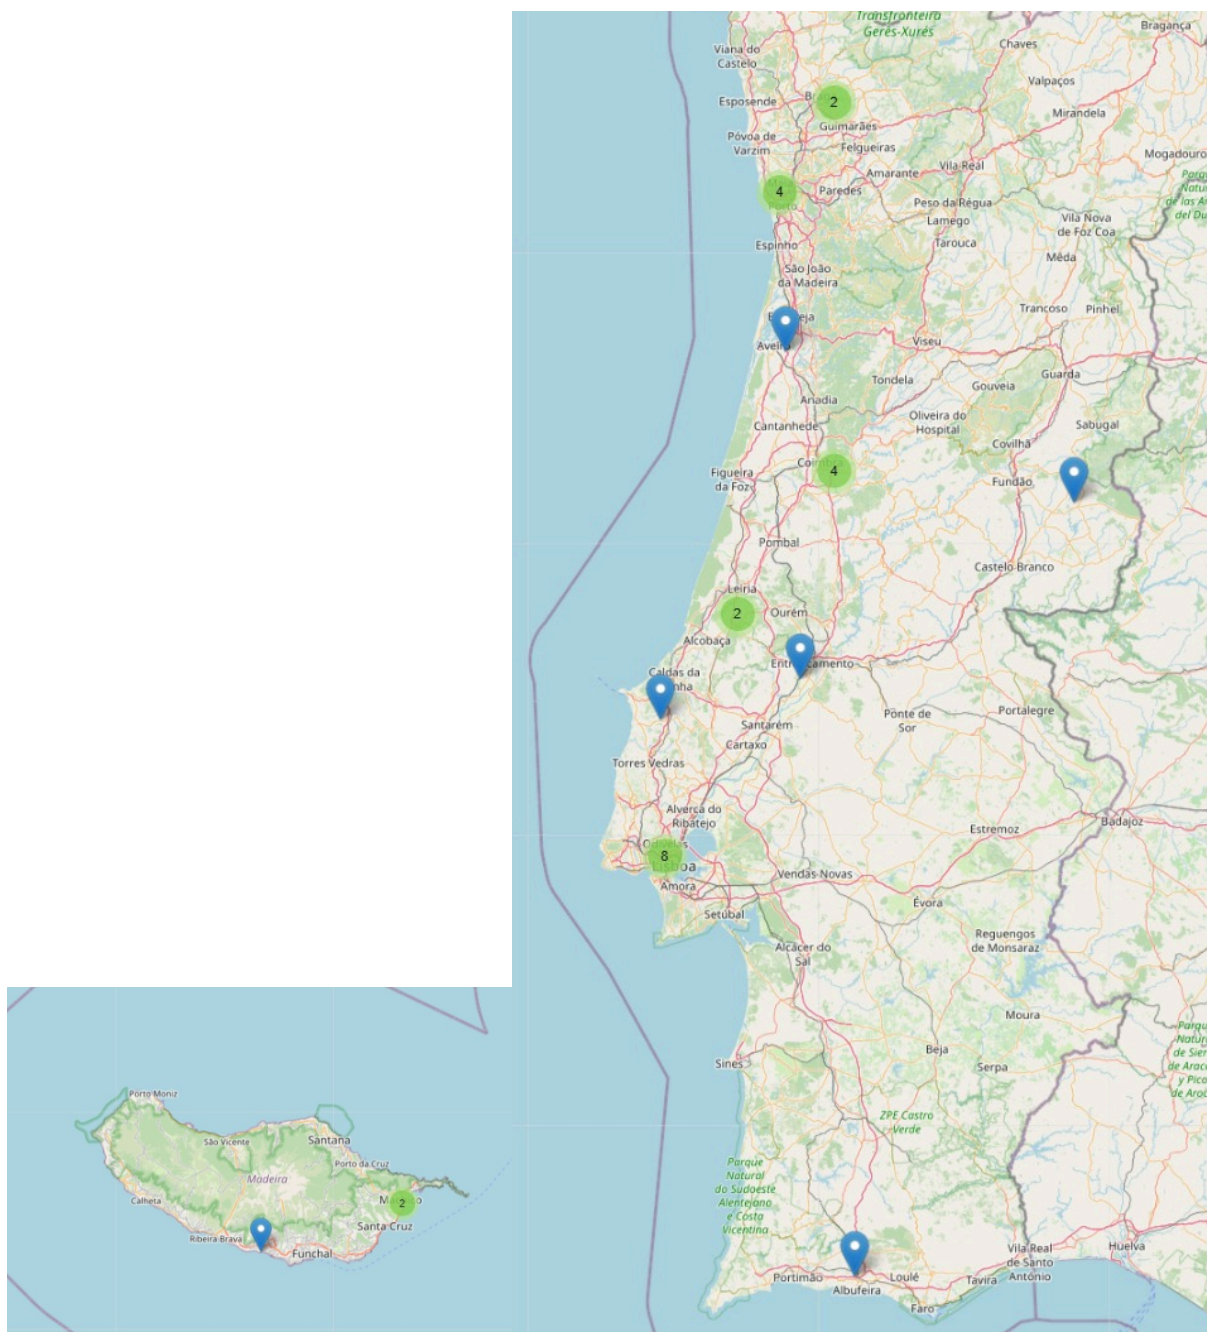 Transfronteira
Gerês-Xurés
Bragança
Chaves
Viana do
Castelo
Valpaços
Esposende
2
Mirandela
Guimarães
Póvoa de
Varzim
Felgueiras
Mogadouro
Vila Real
Amarante
4
Paredes
Peso da Régua
Lamego
Vila Nova
de Foz Coa
Espinho
Tarouca
Mêda
São João
da Madeira
Trancoso
Pinhel
Aveiro
Viseu
Guarda
Tondela
Gouveia
Anadia
Oliveira do
Hospital
Cantanhede
Sabugal
Covilhã
4
Figueira
da Foz
Fundão
Pombal
Castelo Branco
Leiria
2
Ourém
Alcobaça
Caldas da
Portalegre
Ponte de
Sor
Santarém
Cartaxo
Torres Vedras
Alverca do
Ribatejo
Badajoz
Estremoz
8
Lisboa
Vendas Novas
Amora
Évora
Setúbal
Reguengos
de Monsaraz
Alcácer do
Sal
Moura
Beja
Sines
Serpa
ZPE Castro
Verde
Parque
Natural
do Sudoeste
Alentejano
e Costa
Vicentina
Huelva
Vila Real
de Santo
António
Portimão
Loulé
Tavira
Albufeira
Faro
Porto Moniz
São Vicente
Santana
Porto da Cruz
Madeira
Calheta
2
Santa Cruz
Ribeira Brava
Funchal